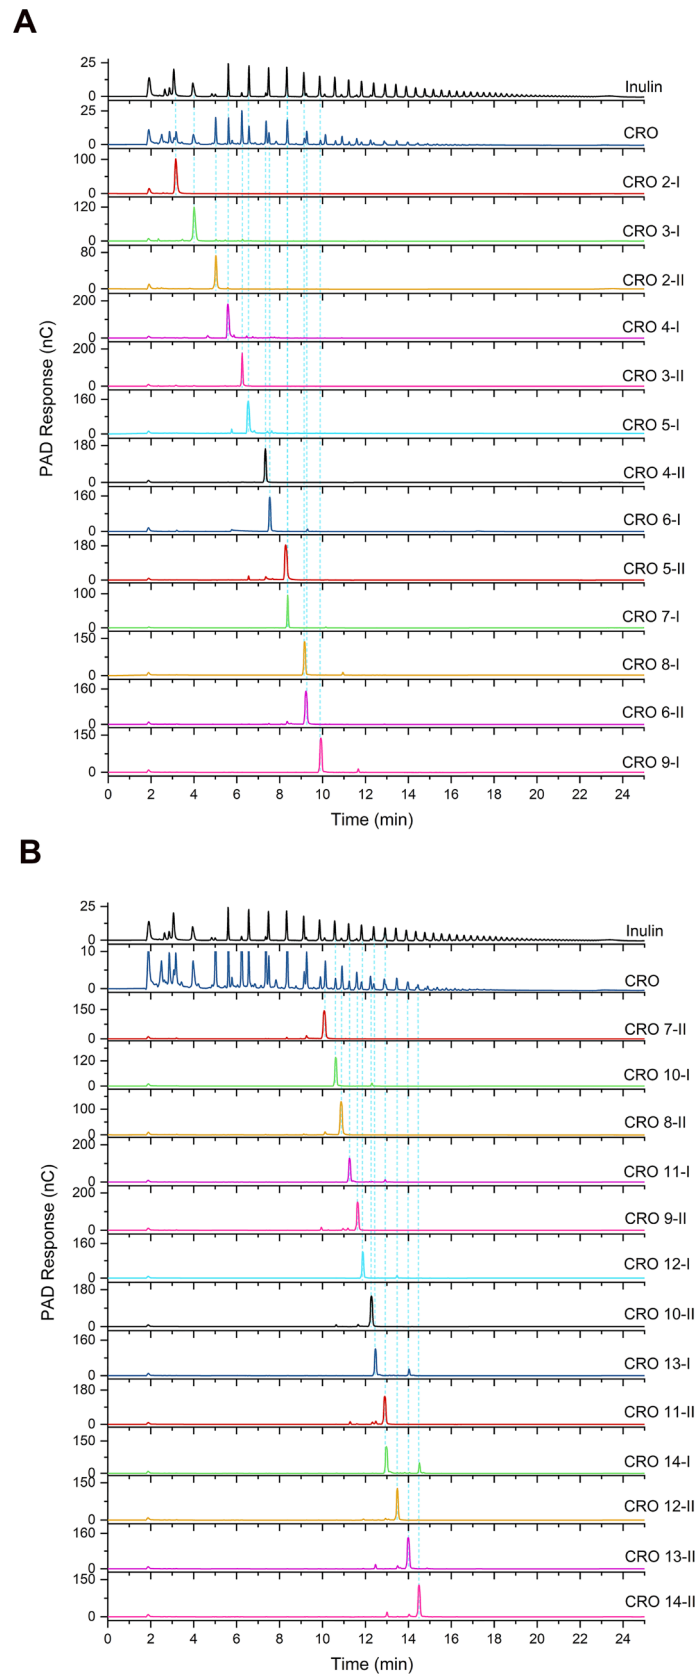 A
25
0
Inulin
25
0
CRO
100
0
CRO 2-I
120
0
CRO 3-I
80
0
CRO 2-II
200
0
CRO 4-I
200
0
CRO 3-II
160
0
CRO 5-I
180
0
CRO 4-II
160
0
CRO 6-I
180
0
CRO 5-II
100
0
CRO 7-I
150
0
CRO 8-I
160
0
CRO 6-II
150
0
CRO 9-I
PAD Response (nC)
0 2 4 6 8 10 12 14 16 18 20 22 24
Time (min)
B
25
0
Inulin
10
0
CRO
150
0
CRO 7-II
120
0
CRO 10-I
100
0
CRO 8-II
200
0
CRO 11-I
200
0
CRO 9-II
160
0
CRO 12-I
180
0
CRO 10-II
160
0
CRO 13-I
180
0
CRO 11-II
150
0
CRO 14-I
150
0
CRO 12-II
160
0
CRO 13-II
150
0
CRO 14-II
PAD Response (nC)
0 2 4 6 8 10 12 14 16 18 20 22 24
Time (min)